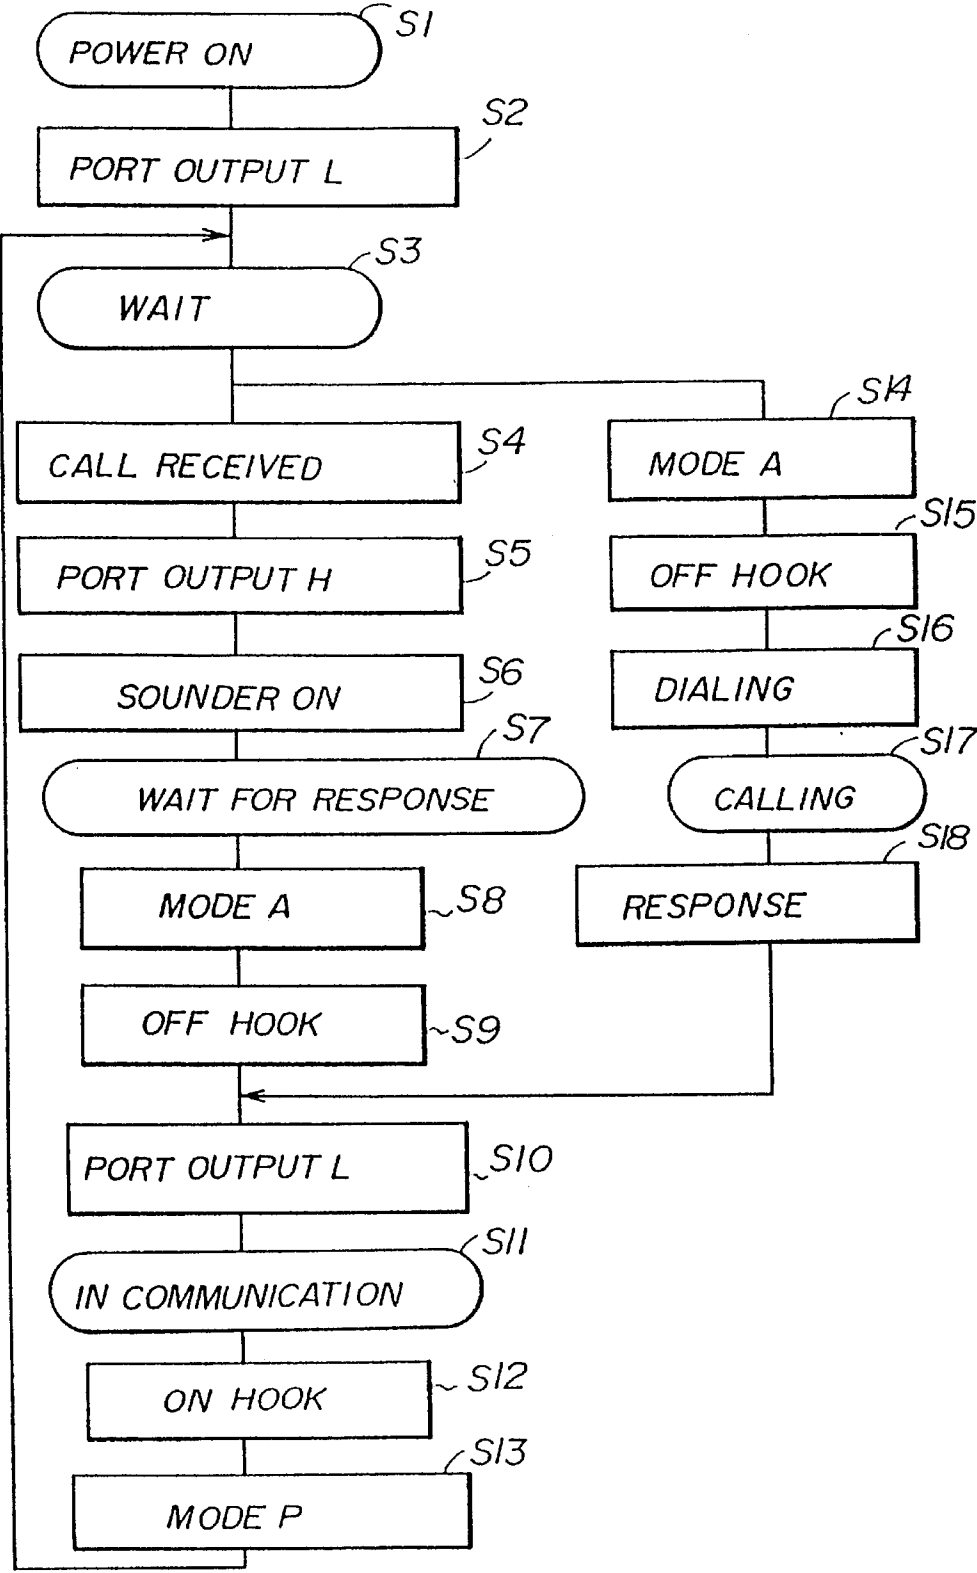 S1
POWER ON
S2
PORT OUTPUT L
S3
WAIT
S4
CALL RECEIVED
S5
PORT OUTPUT H
S6
SOUNDER ON
S7
WAIT FOR RESPONSE
S8
MODE A
S9
OFF HOOK
S14
MODE A
S15
OFF HOOK
S16
DIALING
S17
CALLING
S18
RESPONSE
S10
PORT OUTPUT L
S11
IN COMMUNICATION
S12
ON HOOK
S13
MODE P